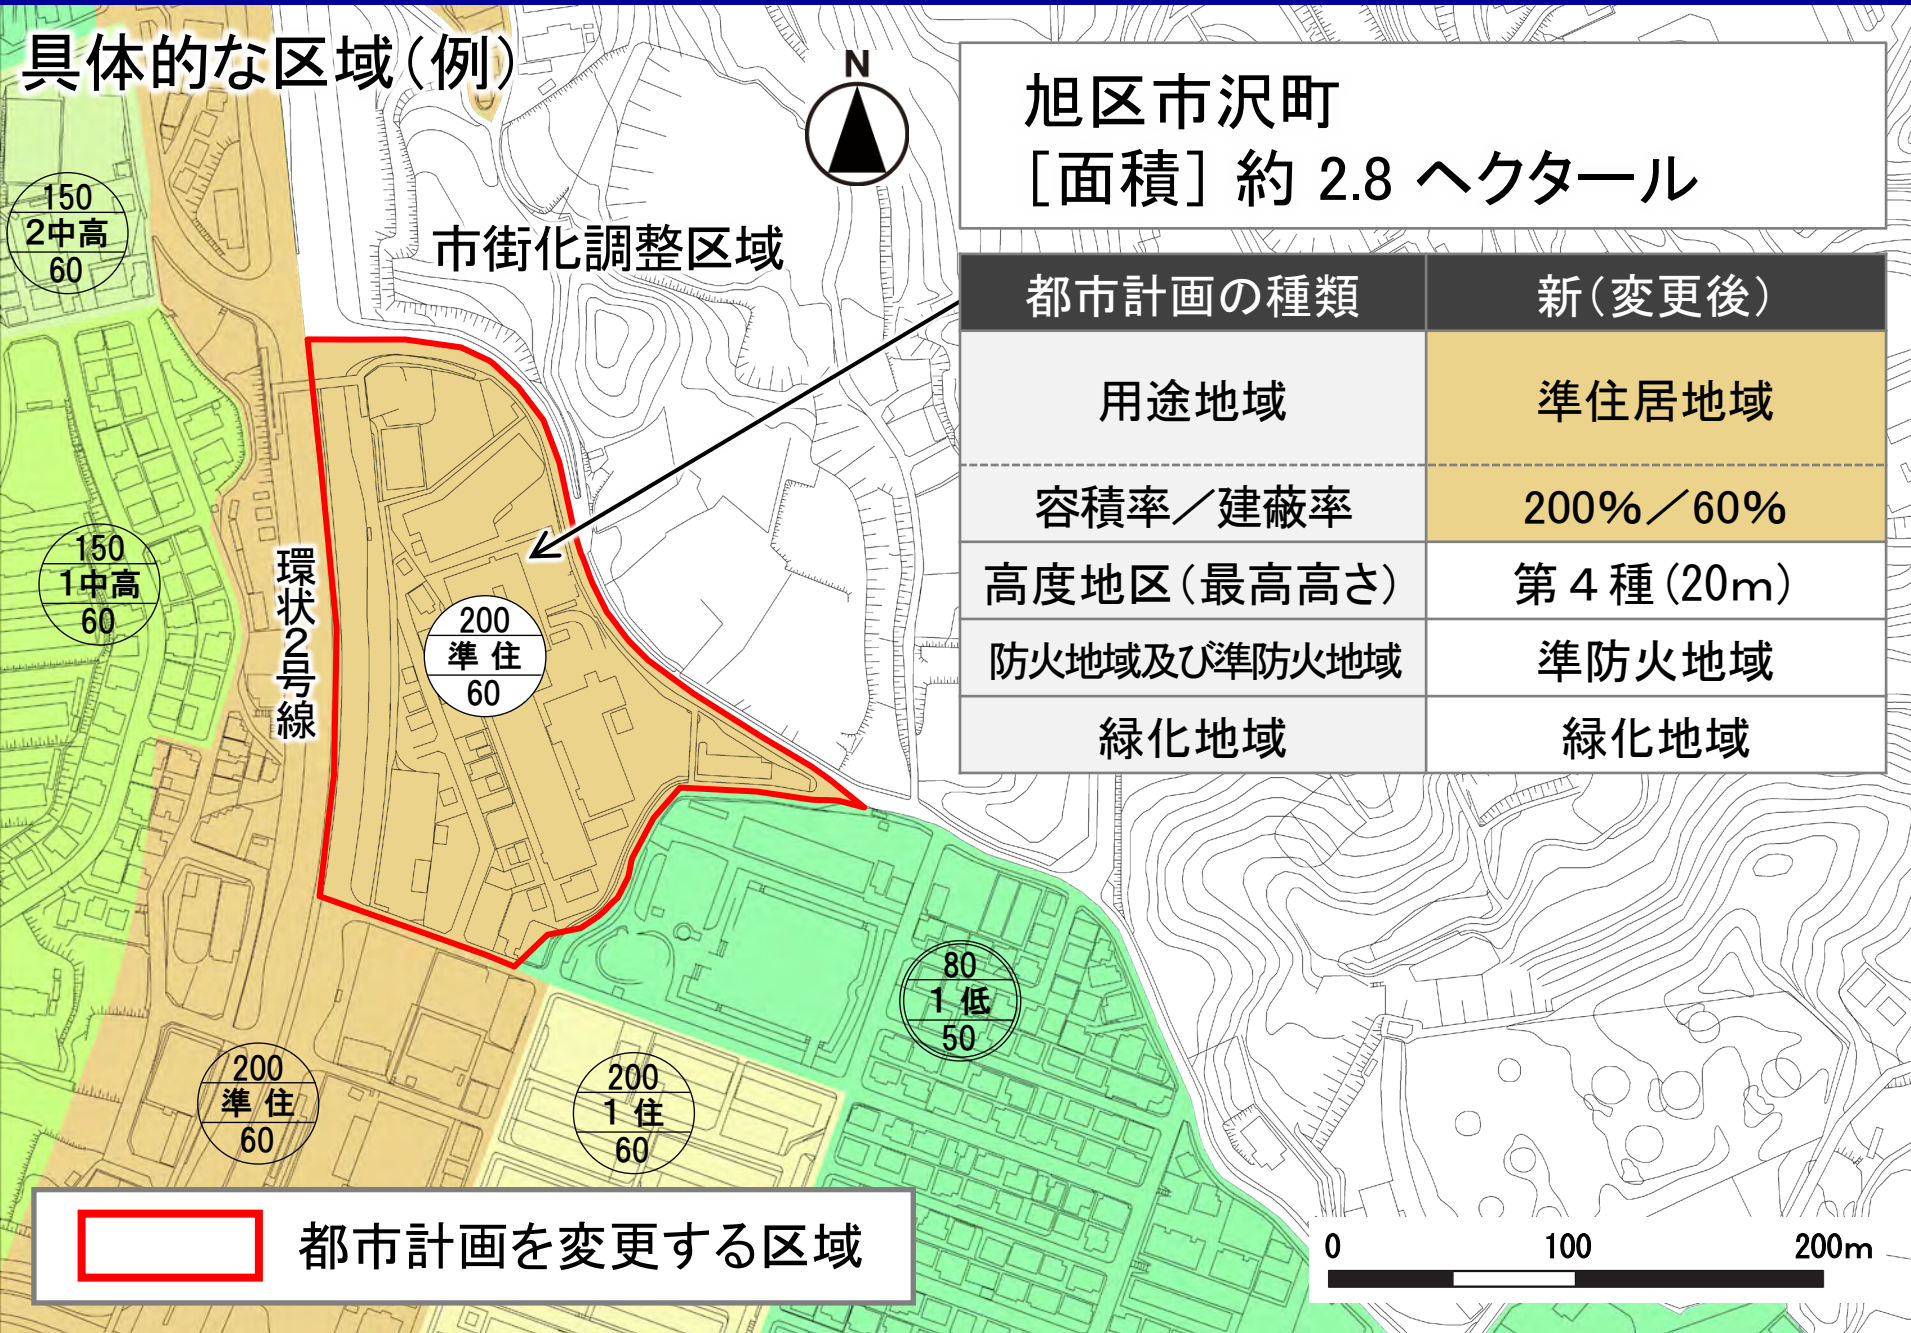 具体的な区域（例）
N
旭区市沢町
［面積］約 2.8 ヘクタール
市街化調整区域
都市計画の種類 新（変更後）
用途地域 準住居地域
容積率／建蔽率 200％／60％
高度地区（最高高さ） 第４種（20m）
防火地域及び準防火地域 準防火地域
緑化地域 緑化地域
150
2中高
60
150
1中高
60
環状2号線
200
準 住
60
80
1 低
50
200
準 住
60
200
1 住
60
都市計画を変更する区域
0 100 200m